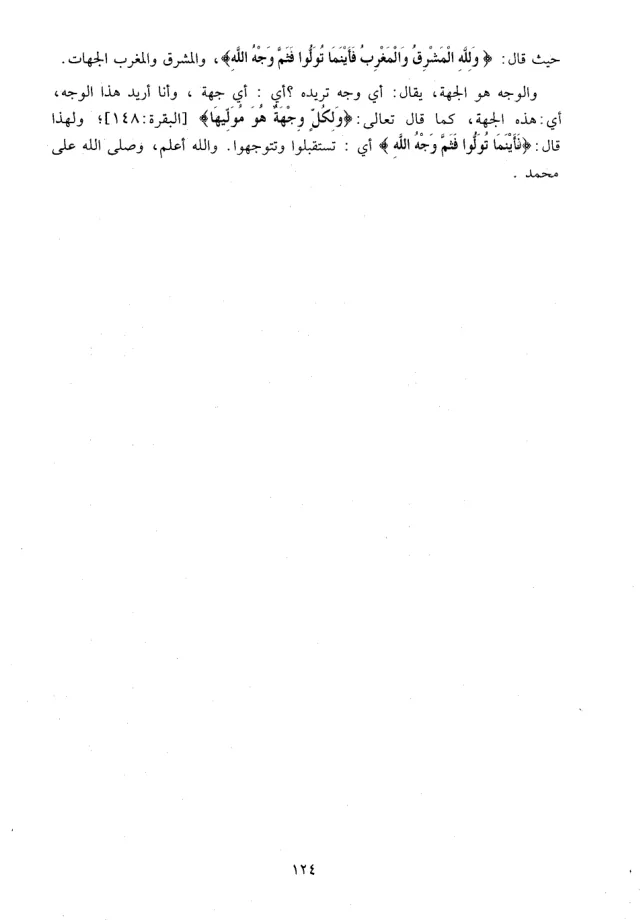 حيث قال: ﴿ وَلِلَّهِ الْمَشْرِقُ وَالْمَغْرِبُ فَأَيْنَمَا تُوَلُّوا فَثَمَّ وَجْهُ اللَّهِ﴾، والمشرق والمغرب الجهات.
والوجه هو الجهة، يقال: أي وجه تريده ؟أي : أي جهة ، وأنا أريد هذا الوجه،
أي:هذه الجهة، كما قال تعالى:﴿وَلِكُلٍّ وِجْهَةٌ هُوَ مُوَلِّيهَا﴾ [البقرة:١٤٨]؛ ولهذا
قال:﴿فَأَيْنَمَا تُوَلُّوا فَثَمَّ وَجْهُ اللَّهِ ﴾ أي : تستقبلوا وتتوجهوا. والله أعلم، وصلى الله على
محمد .
١٢٤